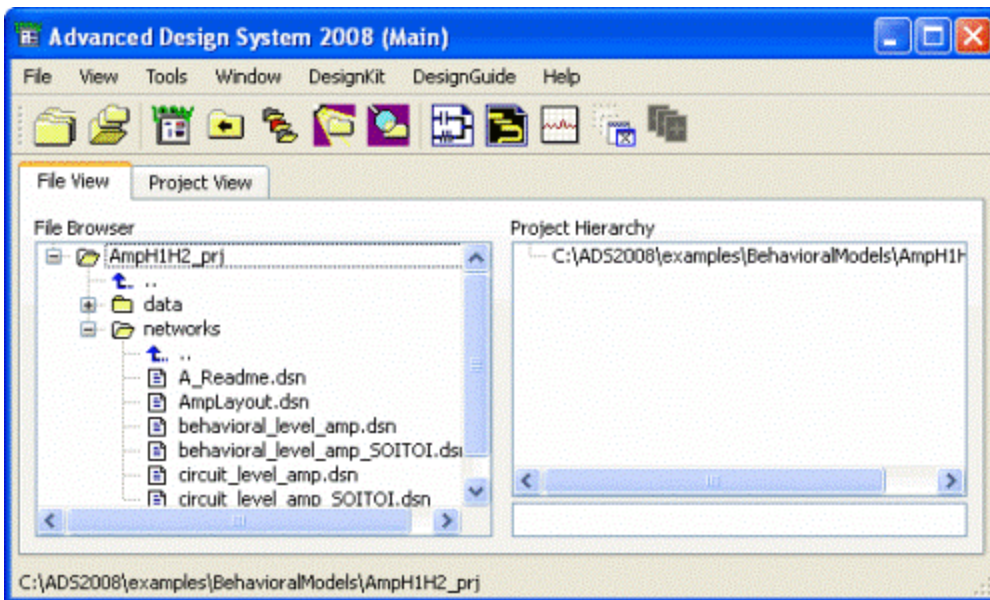 Advanced Design System 2008 (Main)
File View Tools Window DesignKit DesignGuide Help
File View Project View
File Browser
AmpH1H2_prj
..
data
networks
..
A_Readme.dsn
AmpLayout.dsn
behavioral_level_amp.dsn
behavioral_level_amp_SOITOI.dsn
circuit_level_amp.dsn
circuit_level_amp_SOITOI.dsn
Project Hierarchy
C:\ADS2008\examples\BehavioralModels\AmpH1H
C:\ADS2008\examples\BehavioralModels\AmpH1H2_prj